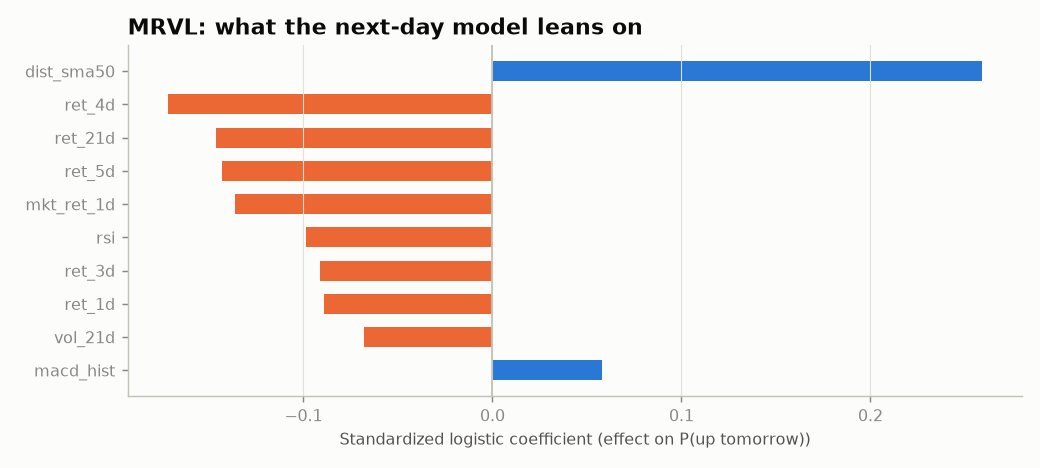 MRVL: what the next-day model leans on
dist_sma50
ret_4d
ret_21d
ret_5d
mkt_ret_1d
rsi
ret_3d
ret_1d
vol_21d
macd_hist
−0.1 0.0 0.1 0.2
Standardized logistic coefficient (effect on P(up tomorrow))